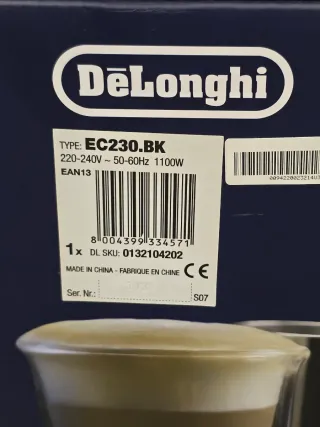 DēLonghi
TYPE: EC230.BK
220-240V ~ 50-60Hz 1100W
EAN13
8 004399 334571
1x DL SKU: 0132104202
MADE IN CHINA - FABRIQUE EN CHINE CE
Ser. Nr.:
S07